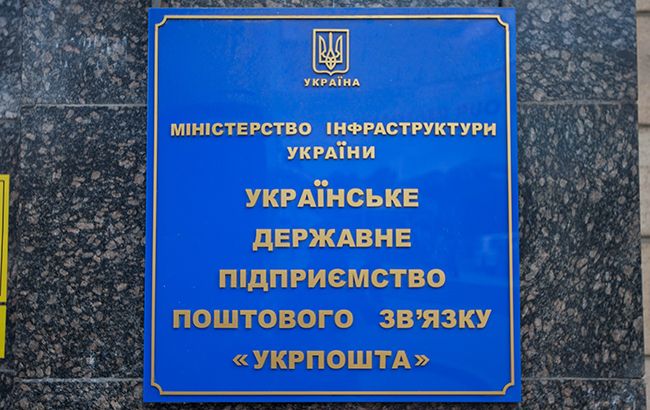 УКРАЇНА
МІНІСТЕРСТВО ІНФРАСТРУКТУРИ
УКРАЇНИ
УКРАЇНСЬКЕ
ДЕРЖАВНЕ
ПІДПРИЄМСТВО
ПОШТОВОГО ЗВ’ЯЗКУ
«УКРПОШТА»